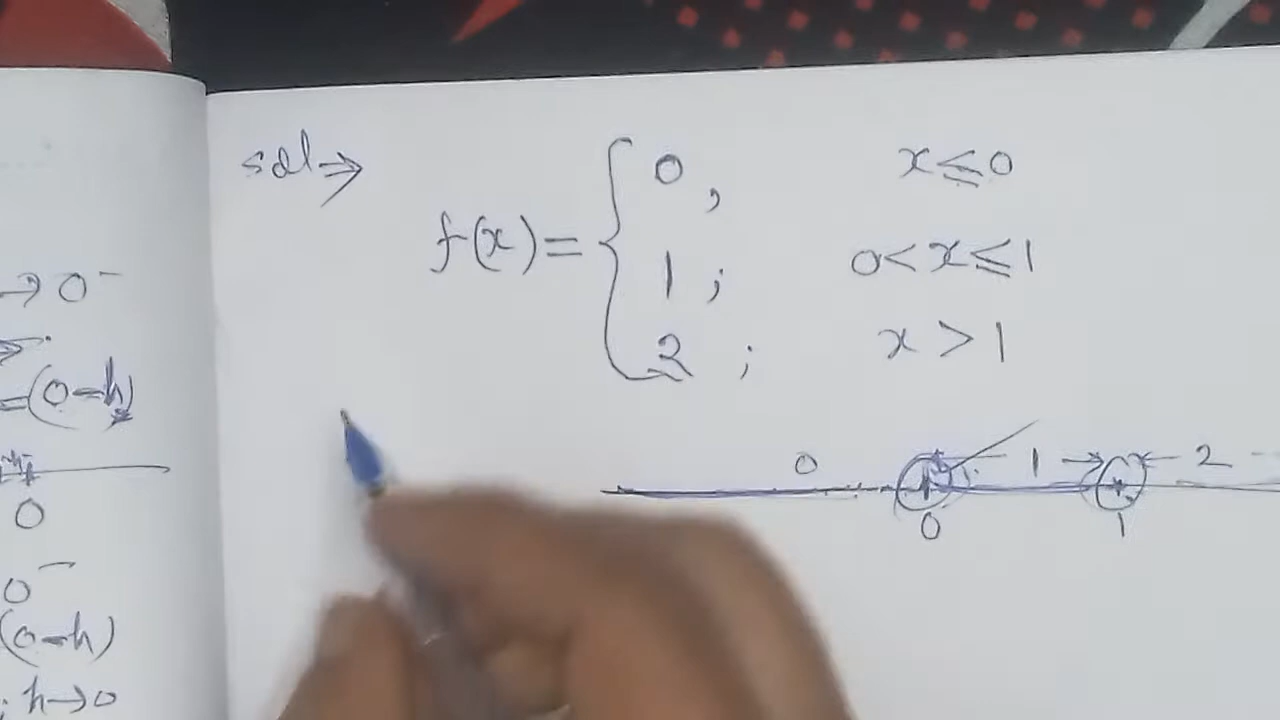 sol ⇒
f(x) = { 0 , x ≤ 0
1 ; 0 < x ≤ 1
2 ; x > 1
0 1 2
0 1
→ 0⁻
= (0-h)
0
0⁻
(0-h)
; h→0